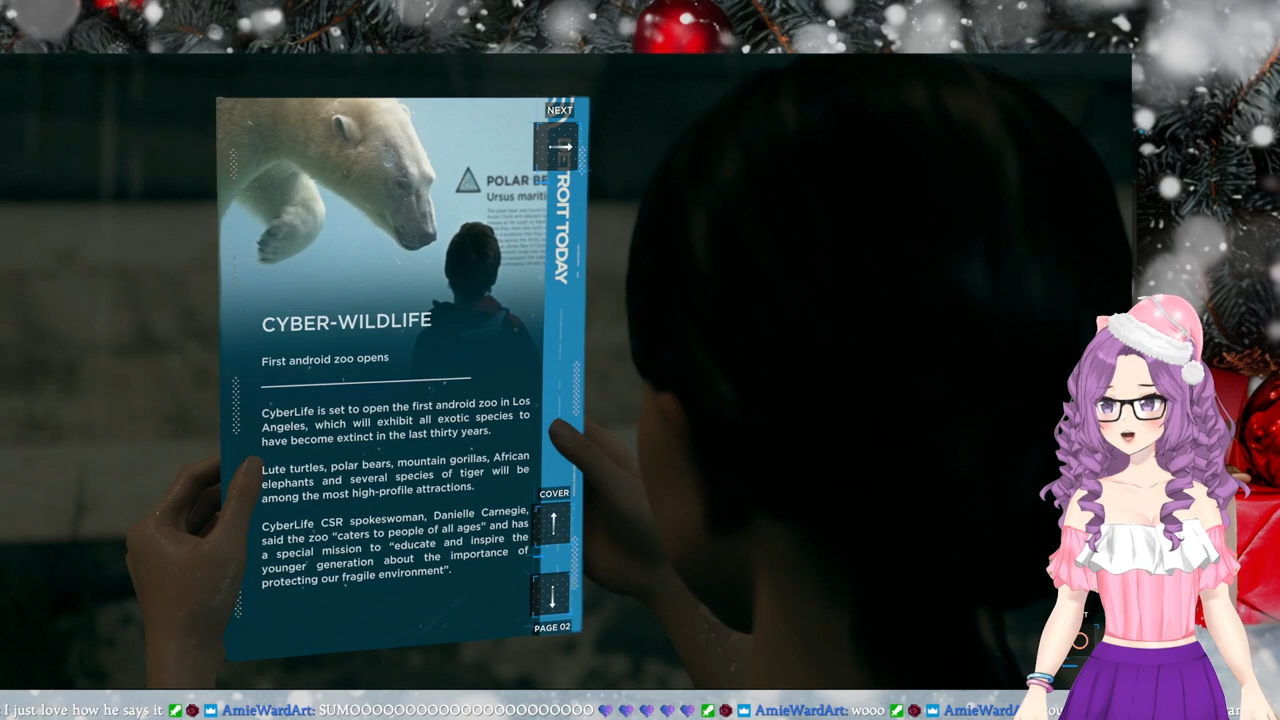 NEXT
POLAR BE
Ursus mariti
TROIT TODAY
CYBER-WILDLIFE
First android zoo opens
CyberLife is set to open the first android zoo in Los
Angeles, which will exhibit all exotic species to
have become extinct in the last thirty years.
Lute turtles, polar bears, mountain gorillas, African
elephants and several species of tiger will be
among the most high-profile attractions.
CyberLife CSR spokeswoman, Danielle Carnegie,
said the zoo “caters to people of all ages” and has
a special mission to “educate and inspire the
younger generation about the importance of
protecting our fragile environment”.
COVER
PAGE 02
I just love how he says it AmieWardArt: SUMOOOQOOOOOOOOOOOOOOOOOO AmieWardArt: wooo AmieWardA